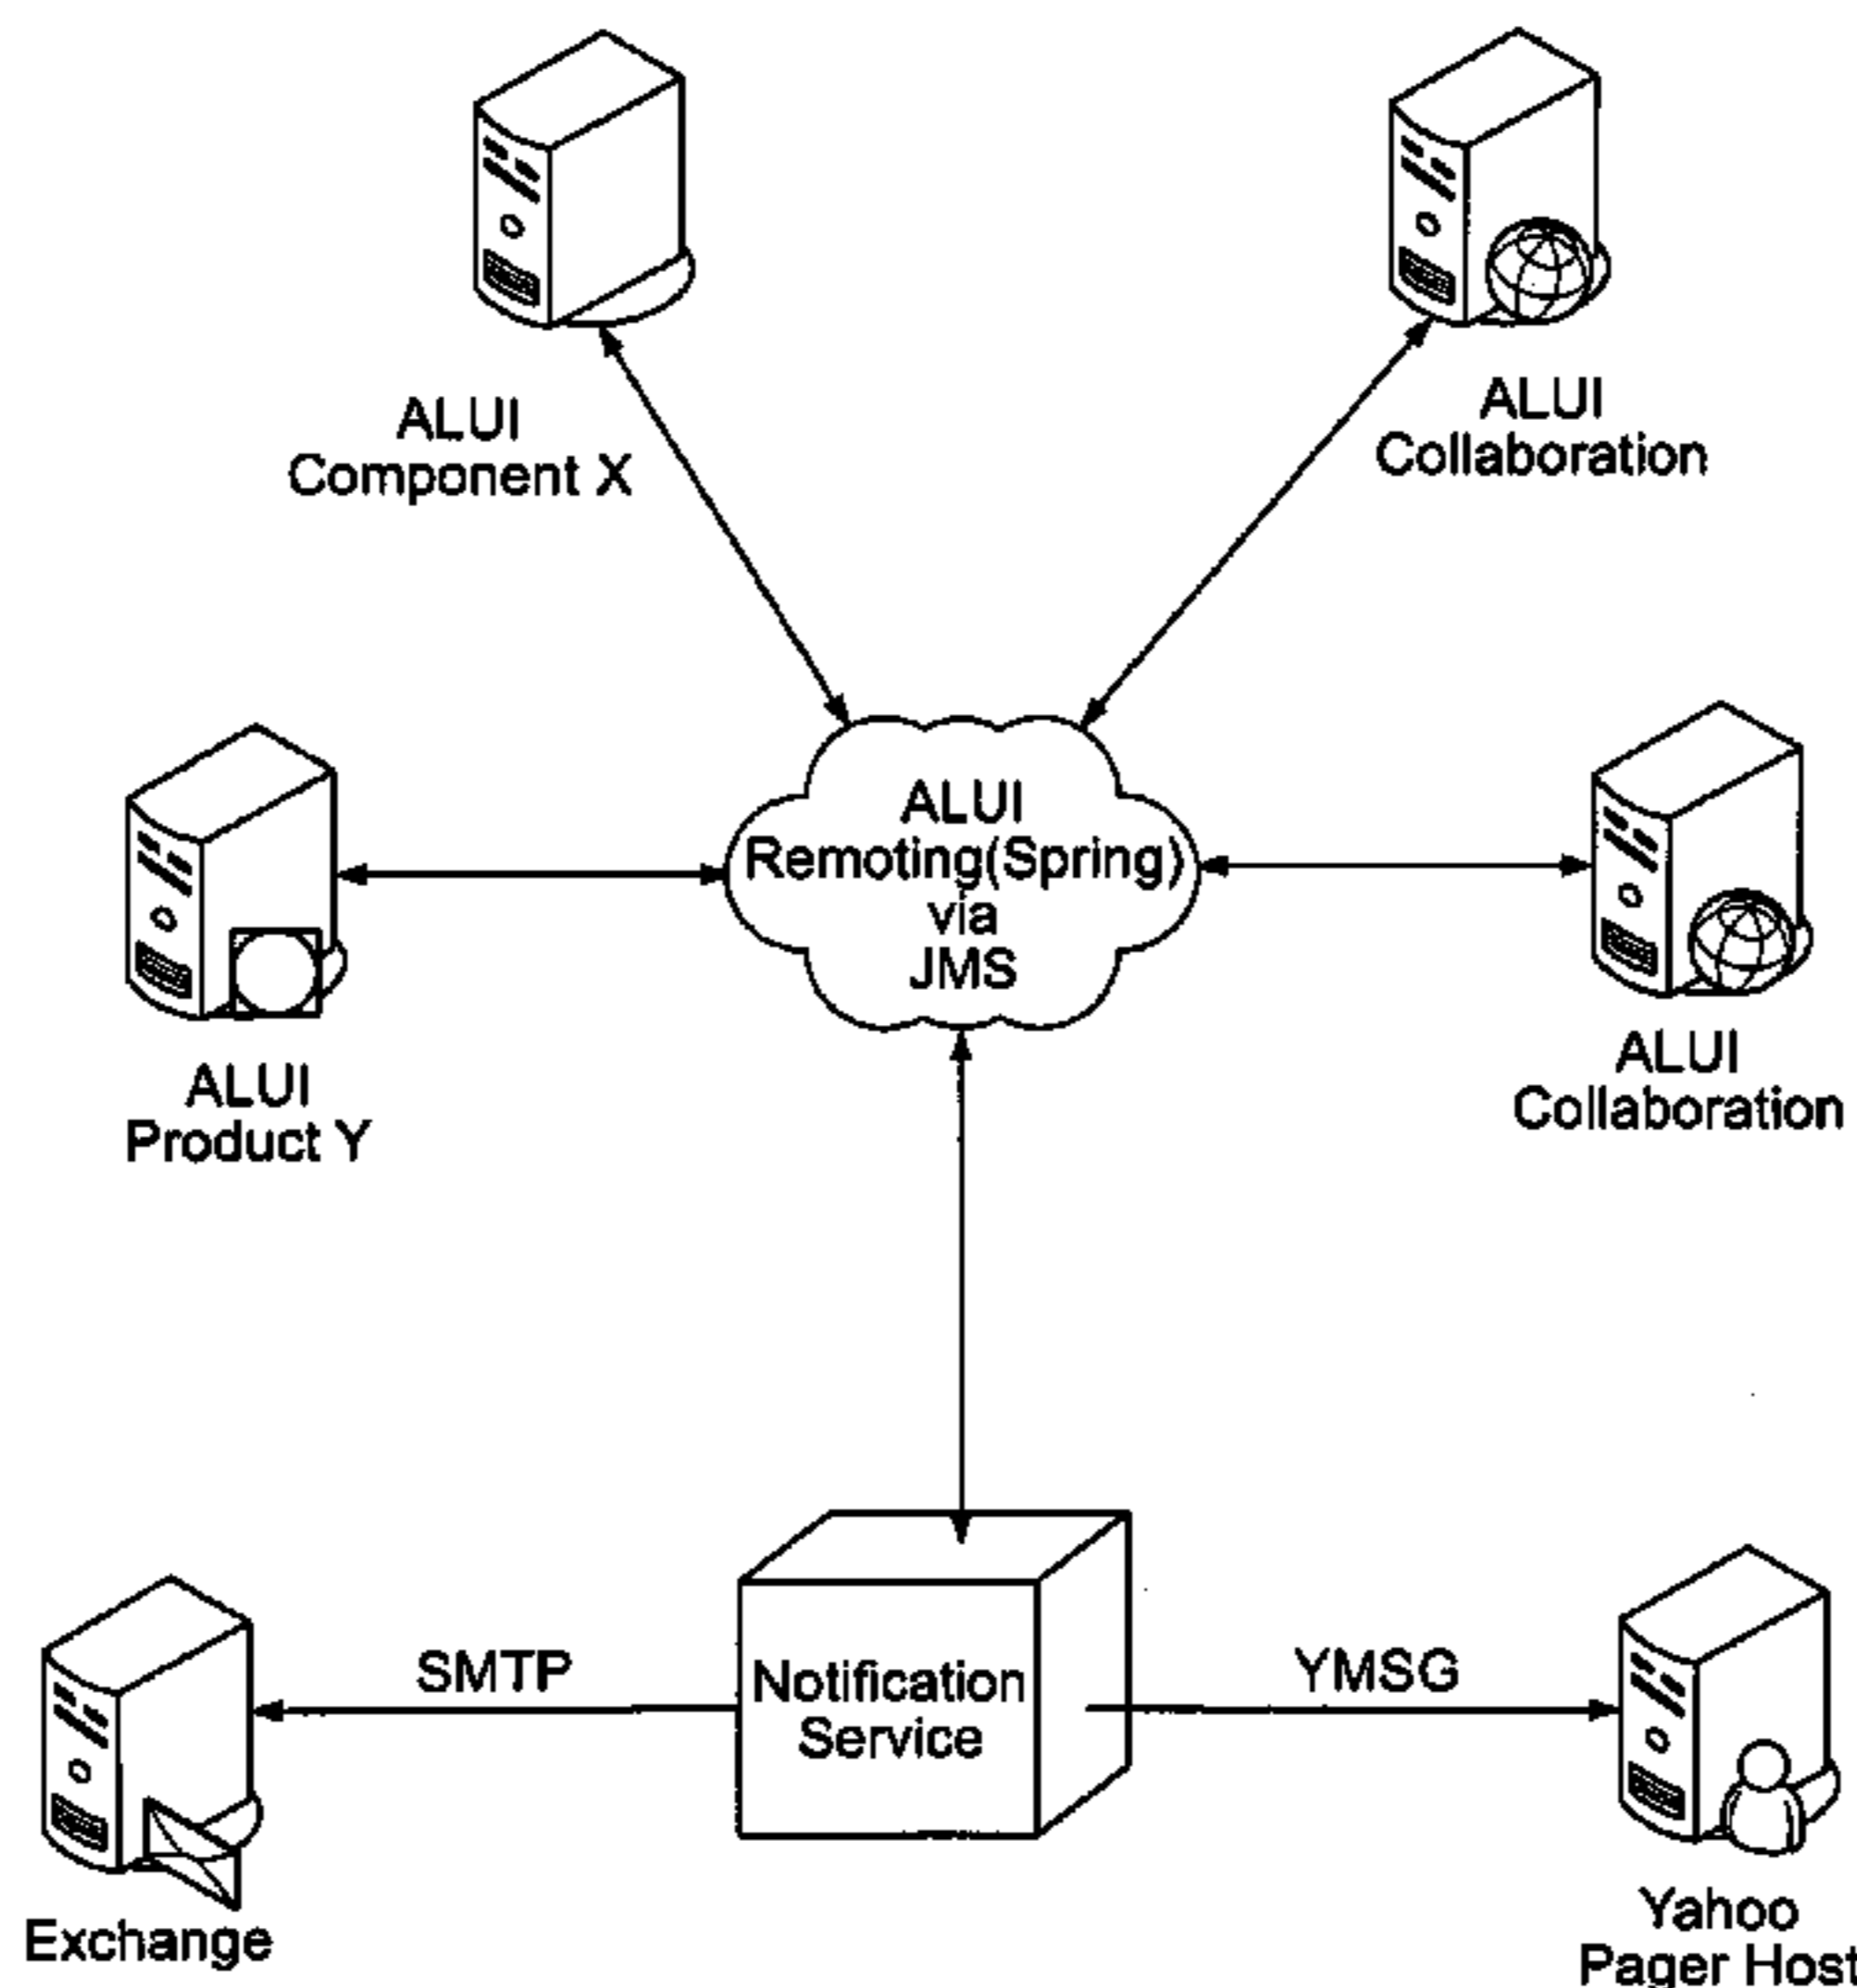 ALUI
Component X
ALUI
Collaboration
ALUI
Remoting(Spring)
via
JMS
ALUI
Product Y
ALUI
Collaboration
SMTP
Notification
Service
YMSG
Exchange
Yahoo
Pager Host